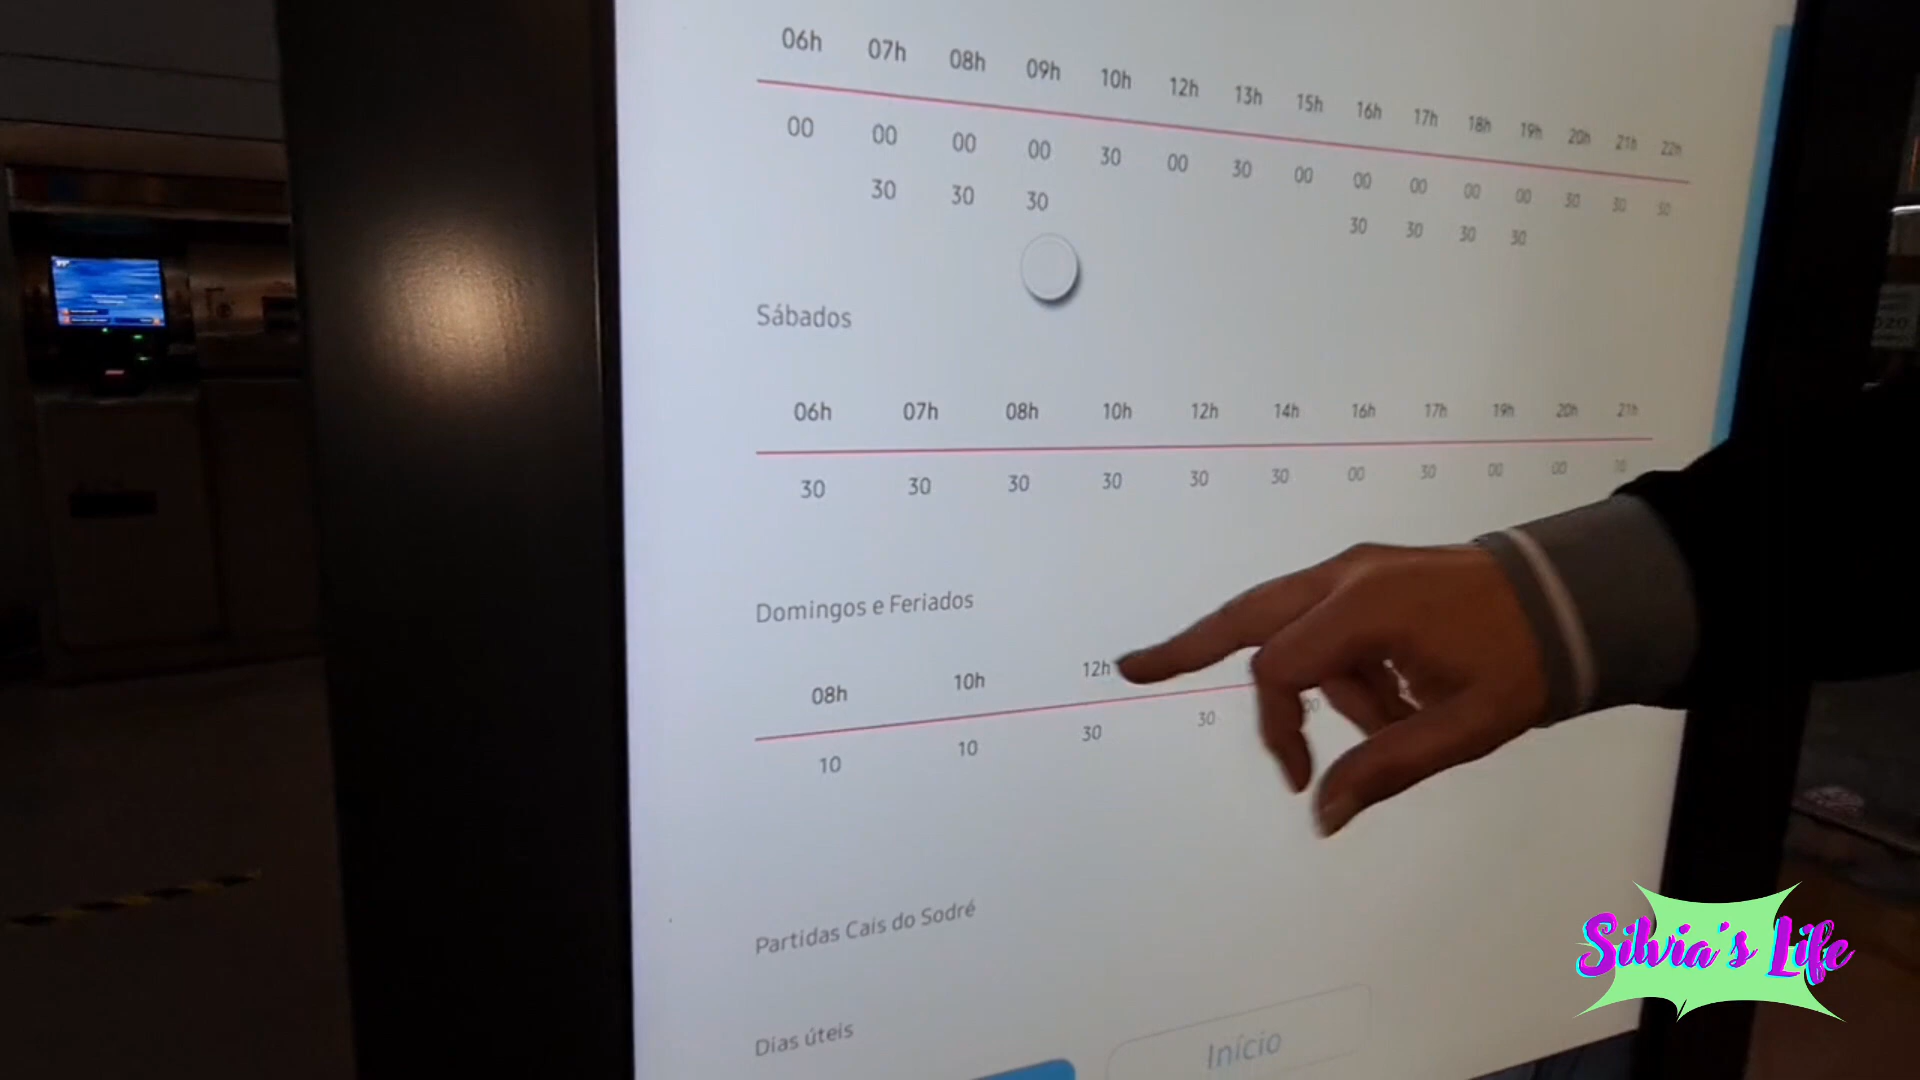 06h 07h 08h 09h 10h 12h 13h 15h 16h 17h 18h 19h 20h 21h 22h
00 00 00 00 30 00 30 00 00 00 00 00 30 30 30
30 30 30 30 30 30 30
Sábados
06h 07h 08h 10h 12h 14h 16h 17h 19h 20h 21h
30 30 30 30 30 30 00 30 00 00
Domingos e Feriados
08h 10h 12h
10 10 30 30 00
Partidas Cais do Sodré
Dias úteis
Início
Silvia's Life